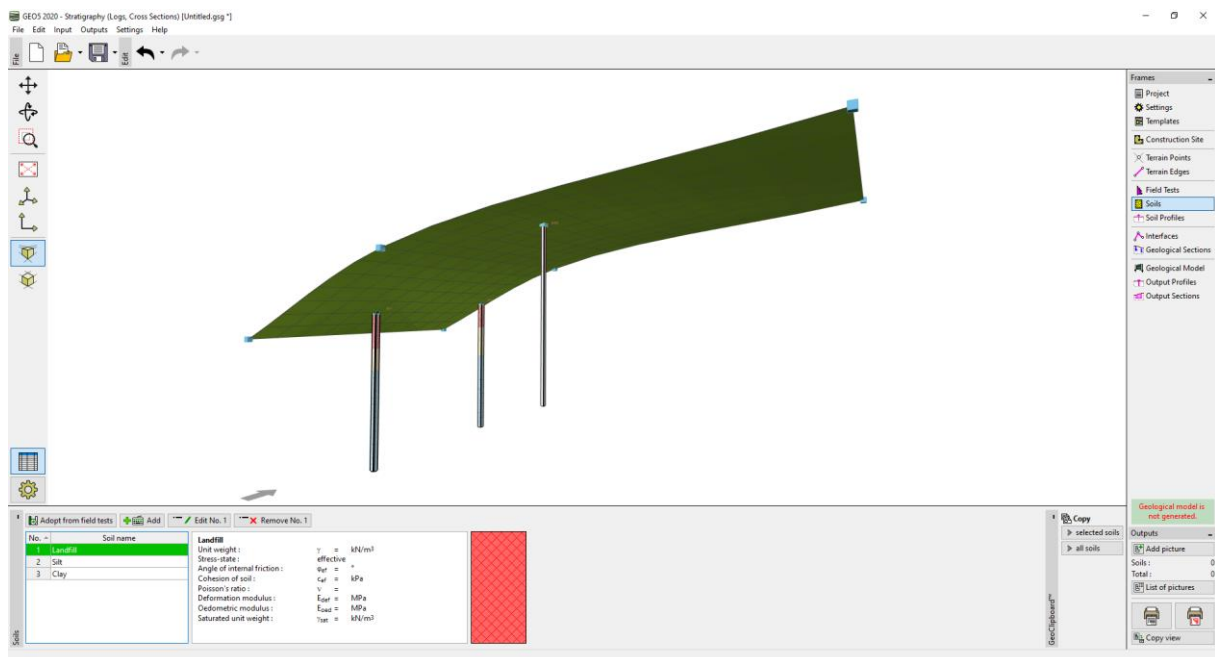 GEO5 2020 - Stratigraphy (Logs, Cross Sections) [Untitled.gsg *]
File Edit Input Outputs Settings Help
File
Edit
Frames
Project
Settings
Templates
Construction Site
Terrain Points
Terrain Edges
Field Tests
Soils
Soil Profiles
Interfaces
Geological Sections
Geological Model
Output Profiles
Output Sections
Geological model is
not generated.
Outputs
Add picture
Soils : 0
Total : 0
List of pictures
Copy view
Adopt from field tests Add Edit No. 1 Remove No. 1
No. Soil name
1 Landfill
2 Silt
3 Clay
Landfill
Unit weight : γ = kN/m³
Stress-state : effective
Angle of internal friction : φef = °
Cohesion of soil : cef = kPa
Poisson's ratio : ν =
Deformation modulus : Edef = MPa
Oedometric modulus : Eoed = MPa
Saturated unit weight : γsat = kN/m³
Soils
GeoClipboard™
Copy
selected soils
all soils